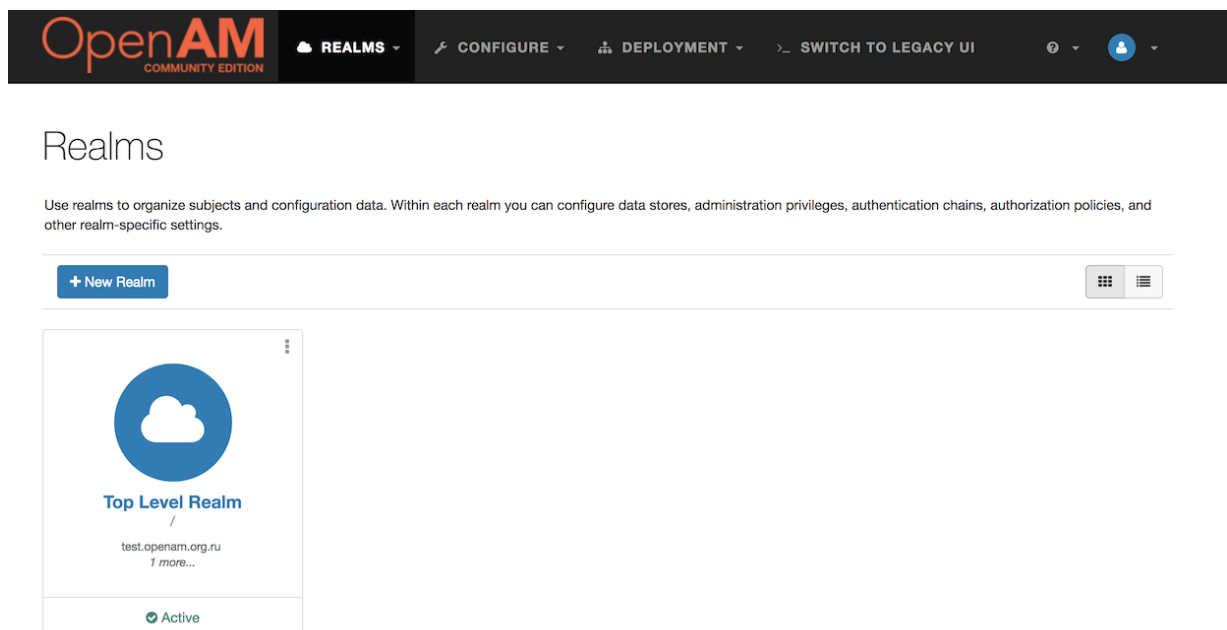 OpenAM
COMMUNITY EDITION
REALMS
CONFIGURE
DEPLOYMENT
>_ SWITCH TO LEGACY UI
Realms
Use realms to organize subjects and configuration data. Within each realm you can configure data stores, administration privileges, authentication chains, authorization policies, and
other realm-specific settings.
+ New Realm
Top Level Realm
/
test.openam.org.ru
1 more...
Active